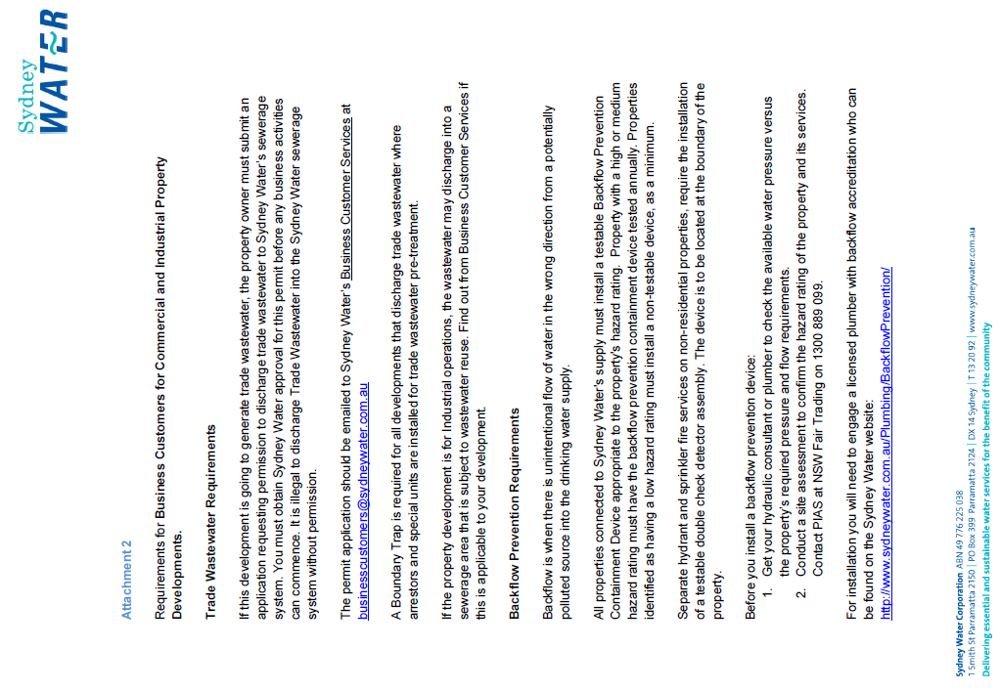 Sydney
WATER
Attachment 2
Requirements for Business Customers for Commercial and Industrial Property
Developments.
Trade Wastewater Requirements
If this development is going to generate trade wastewater, the property owner must submit an
application requesting permission to discharge trade wastewater to Sydney Water's sewerage
system. You must obtain Sydney Water approval for this permit before any business activities
can commence. It is illegal to discharge Trade Wastewater into the Sydney Water sewerage
system without permission.
The permit application should be emailed to Sydney Water's Business Customer Services at
businesscustomers@sydneywater.com.au
A Boundary Trap is required for all developments that discharge trade wastewater where
arrestors and special units are installed for trade wastewater pre-treatment.
If the property development is for Industrial operations, the wastewater may discharge into a
sewerage area that is subject to wastewater reuse. Find out from Business Customer Services if
this is applicable to your development.
Backflow Prevention Requirements
Backflow is when there is unintentional flow of water in the wrong direction from a potentially
polluted source into the drinking water supply.
All properties connected to Sydney Water's supply must install a testable Backflow Prevention
Containment Device appropriate to the property's hazard rating. Property with a high or medium
hazard rating must have the backflow prevention containment device tested annually. Properties
identified as having a low hazard rating must install a non-testable device, as a minimum.
Separate hydrant and sprinkler fire services on non-residential properties, require the installation
of a testable double check detector assembly. The device is to be located at the boundary of the
property.
Before you install a backflow prevention device:
1. Get your hydraulic consultant or plumber to check the available water pressure versus
the property's required pressure and flow requirements.
2. Conduct a site assessment to confirm the hazard rating of the property and its services.
Contact PIAS at NSW Fair Trading on 1300 889 099.
For installation you will need to engage a licensed plumber with backflow accreditation who can
be found on the Sydney Water website:
http://www.sydneywater.com.au/Plumbing/BackflowPrevention/
Sydney Water Corporation ABN 49 776 225 038
1 Smith St Parramatta 2150 | PO Box 399 Parramatta 2124 | DX 14 Sydney | T 13 20 92 | www.sydneywater.com.au
Delivering essential and sustainable water services for the benefit of the community